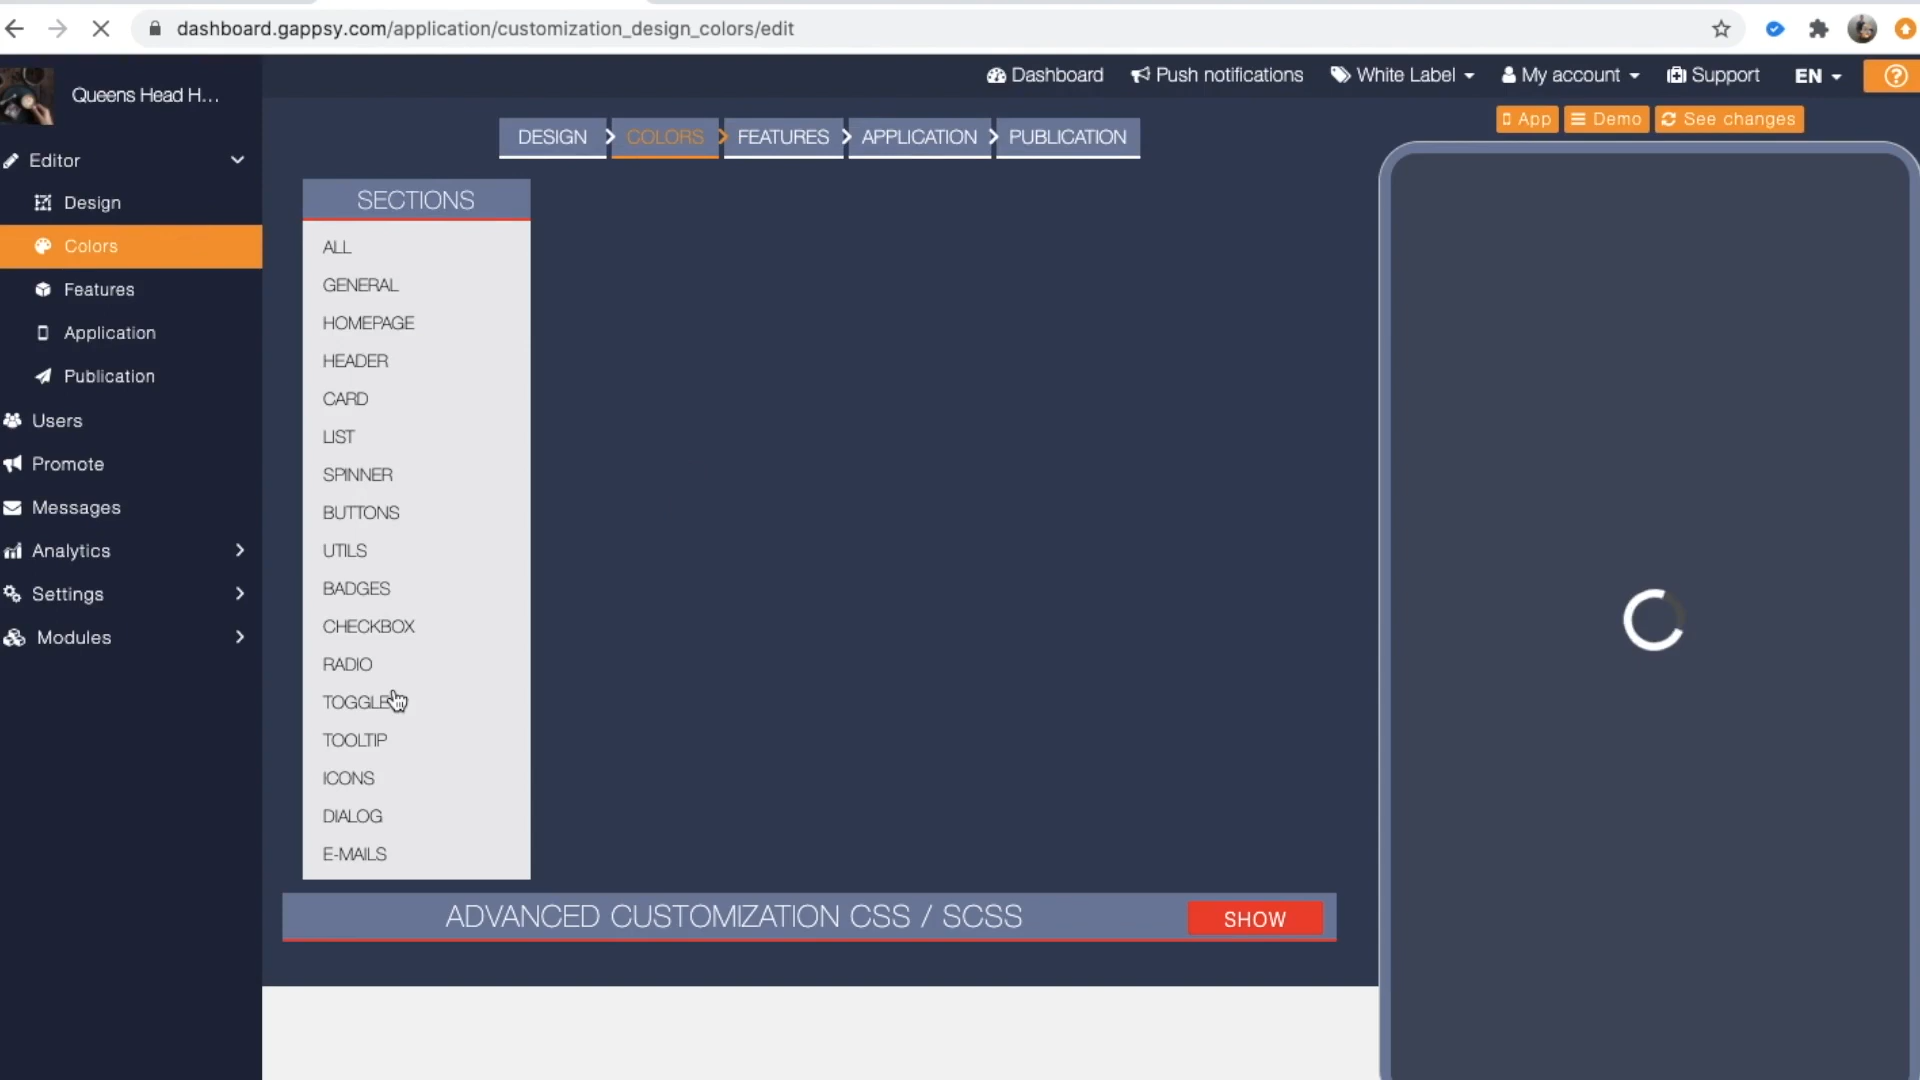 dashboard.gappsy.com/application/customization_design_colors/edit
Queens Head H...
Dashboard
Push notifications
White Label
My account
Support
EN
App
Demo
See changes
DESIGN
COLORS
FEATURES
APPLICATION
PUBLICATION
Editor
Design
Colors
Features
Application
Publication
Users
Promote
Messages
Analytics
Settings
Modules
SECTIONS
ALL
GENERAL
HOMEPAGE
HEADER
CARD
LIST
SPINNER
BUTTONS
UTILS
BADGES
CHECKBOX
RADIO
TOGGLE
TOOLTIP
ICONS
DIALOG
E-MAILS
ADVANCED CUSTOMIZATION CSS / SCSS
SHOW